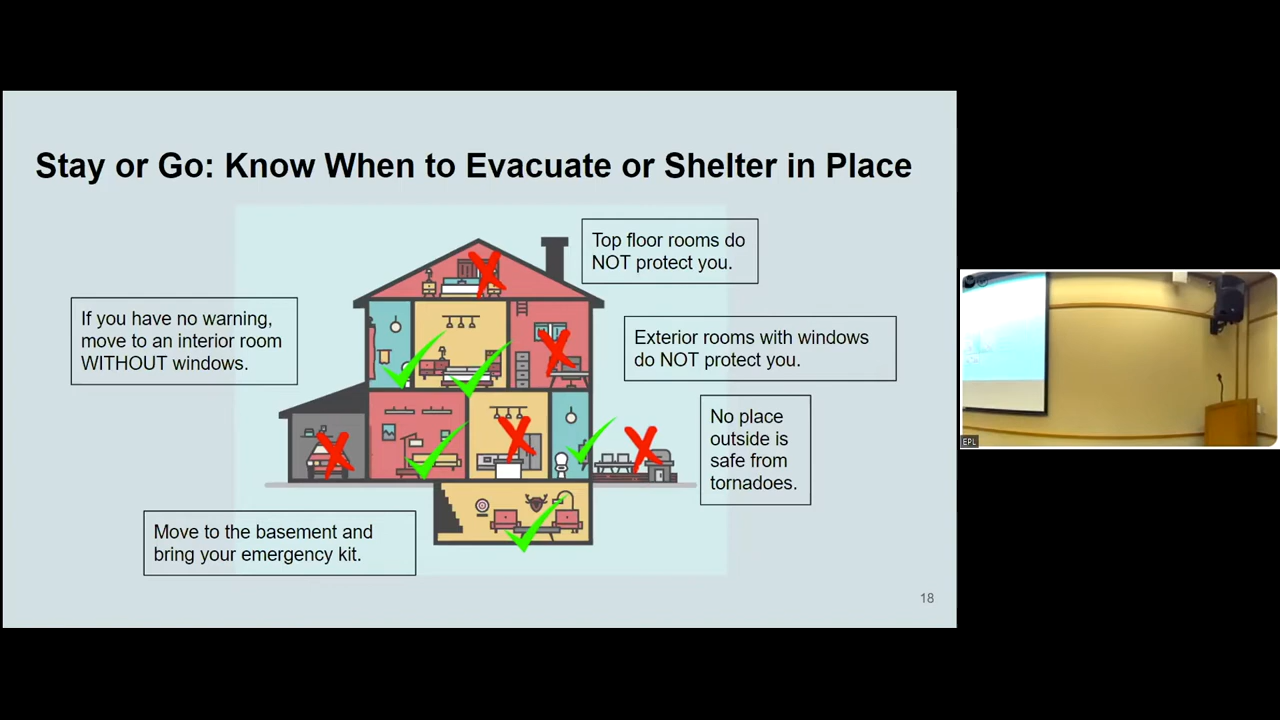 Stay or Go: Know When to Evacuate or Shelter in Place
Top floor rooms do
NOT protect you.
If you have no warning,
move to an interior room
WITHOUT windows.
Exterior rooms with windows
do NOT protect you.
No place
outside is
safe from
tornadoes.
Move to the basement and
bring your emergency kit.
18
EPL